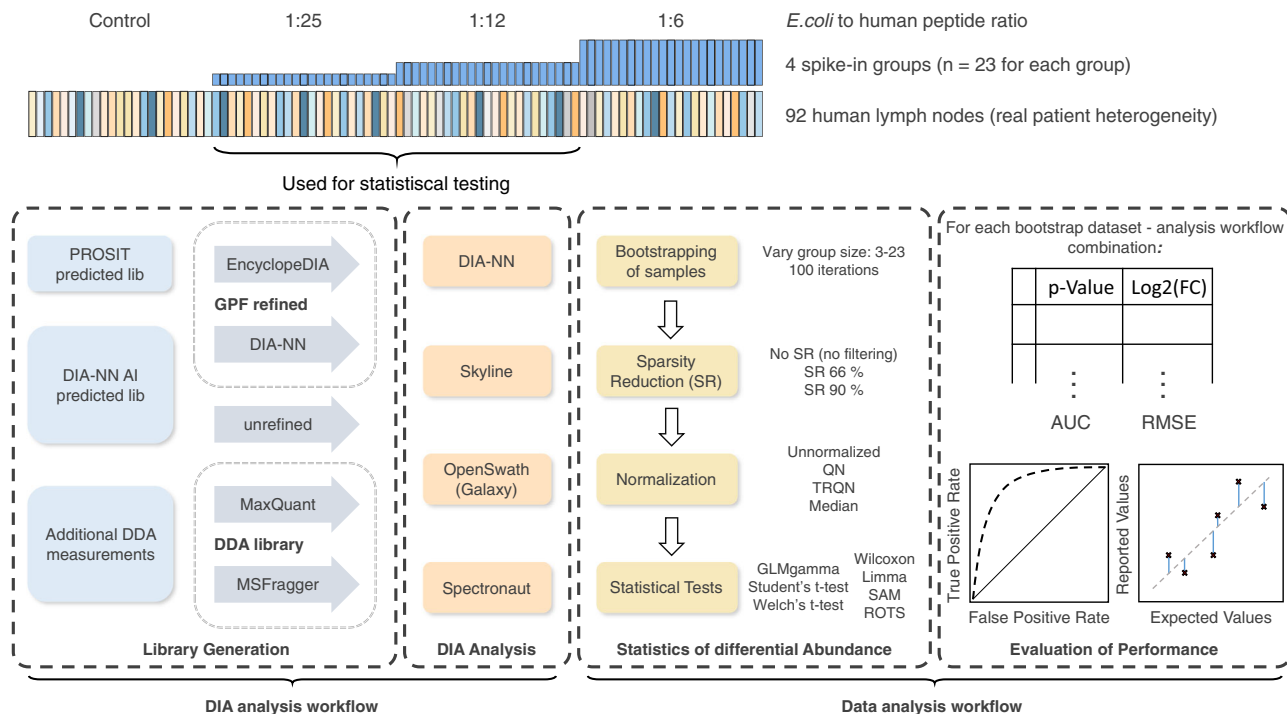 Control
1:25
1:12
1:6
E.coli to human peptide ratio
4 spike-in groups (n = 23 for each group)
92 human lymph nodes (real patient heterogeneity)
Used for statistiscal testing
PROSIT
predicted lib
DIA-NN AI
predicted lib
Additional DDA
measurements
EncyclopeDIA
GPF refined
DIA-NN
unrefined
MaxQuant
DDA library
MSFragger
Library Generation
DIA-NN
Skyline
OpenSwath
(Galaxy)
Spectronaut
DIA Analysis
Bootstrapping
of samples
Vary group size: 3-23
100 iterations
Sparsity
Reduction (SR)
No SR (no filtering)
SR 66 %
SR 90 %
Normalization
Unnormalized
QN
TRQN
Median
Statistical Tests
GLMgamma
Student's t-test
Welch's t-test
Wilcoxon
Limma
SAM
ROTS
Statistics of differential Abundance
For each bootstrap dataset - analysis workflow
combination:
p-Value
Log2(FC)
AUC
RMSE
True Positive Rate
False Positive Rate
Reported Values
Expected Values
Evaluation of Performance
DIA analysis workflow
Data analysis workflow